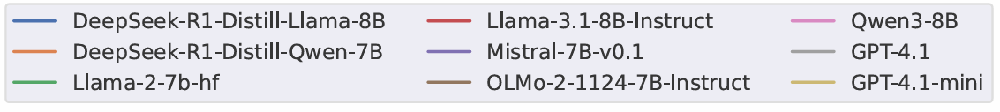 DeepSeek-R1-Distill-Llama-8B
DeepSeek-R1-Distill-Qwen-7B
Llama-2-7b-hf
Llama-3.1-8B-Instruct
Mistral-7B-v0.1
OLMo-2-1124-7B-Instruct
Qwen3-8B
GPT-4.1
GPT-4.1-mini